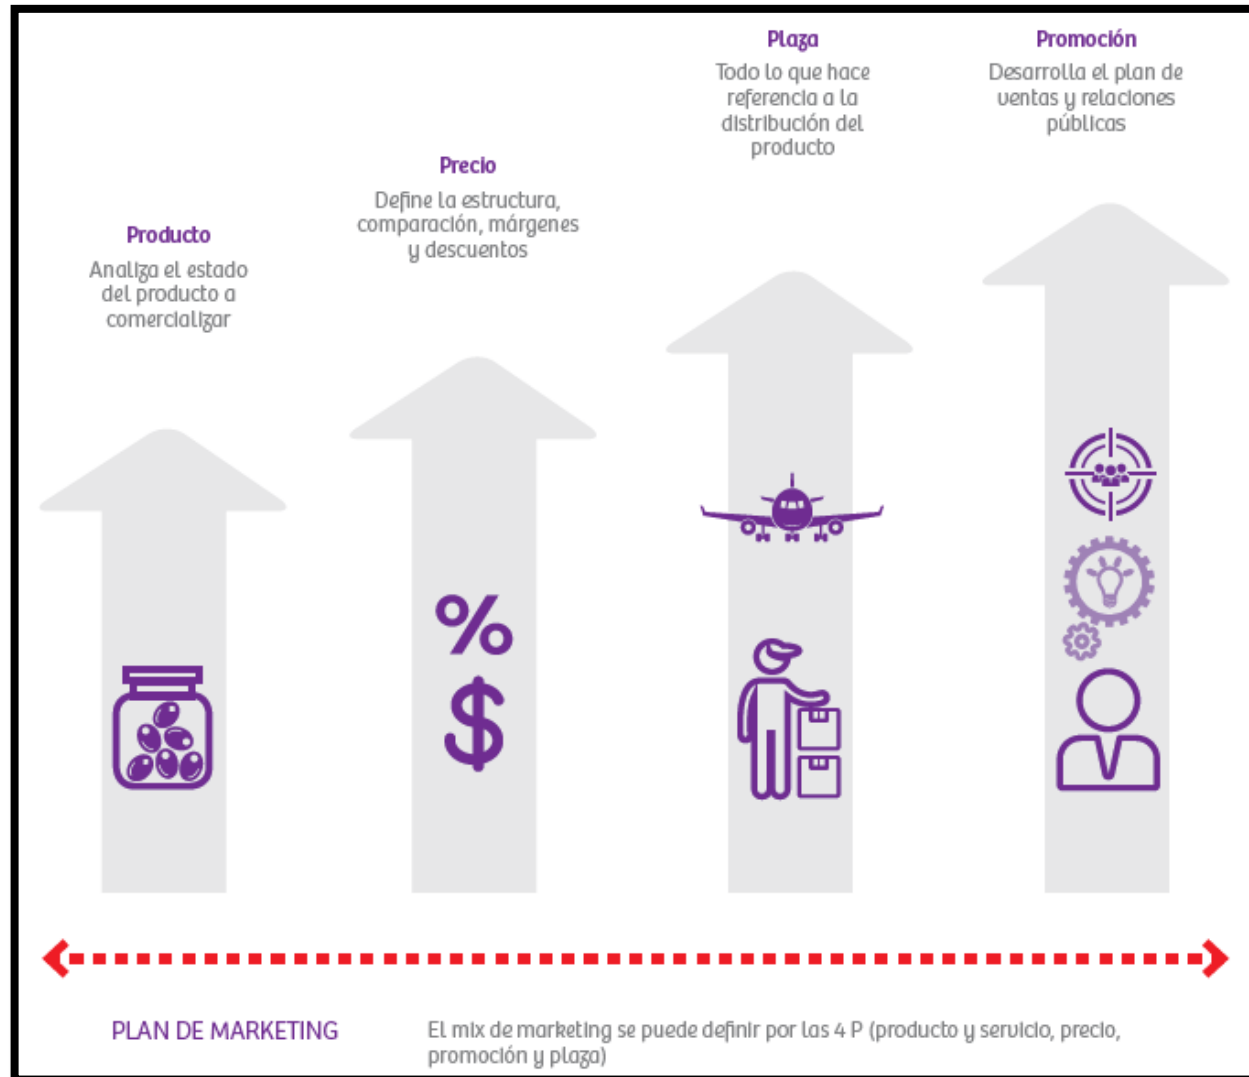 Producto
Analiza el estado
del producto a
comercializar
Precio
Define la estructura,
comparación, márgenes
y descuentos
Plaza
Todo lo que hace
referencia a la
distribución del
producto
Promoción
Desarrolla el plan de
ventas y relaciones
públicas
%
$
PLAN DE MARKETING
El mix de marketing se puede definir por las 4 P (producto y servicio, precio,
promoción y plaza)